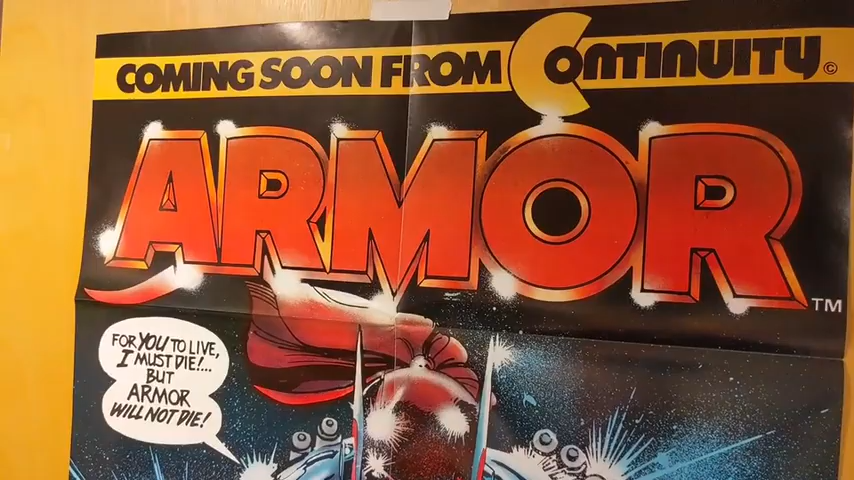 COMING SOON FROM CONTINUITY ©
ARMOR TM
FOR YOU TO LIVE,
I MUST DIE!...
BUT
ARMOR
WILL NOT DIE!